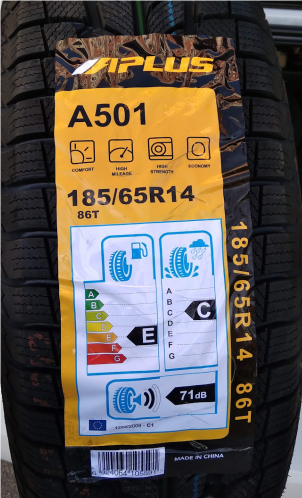 APLUS
A501
COMFORT
HIGH MILEAGE
HIGH STRENGTH
ECONOMY
185/65R14
86T
185/65R14 86T
A
B
C
D
E
F
G
E
A
B
C
D
E
F
G
C
71dB
MADE IN CHINA